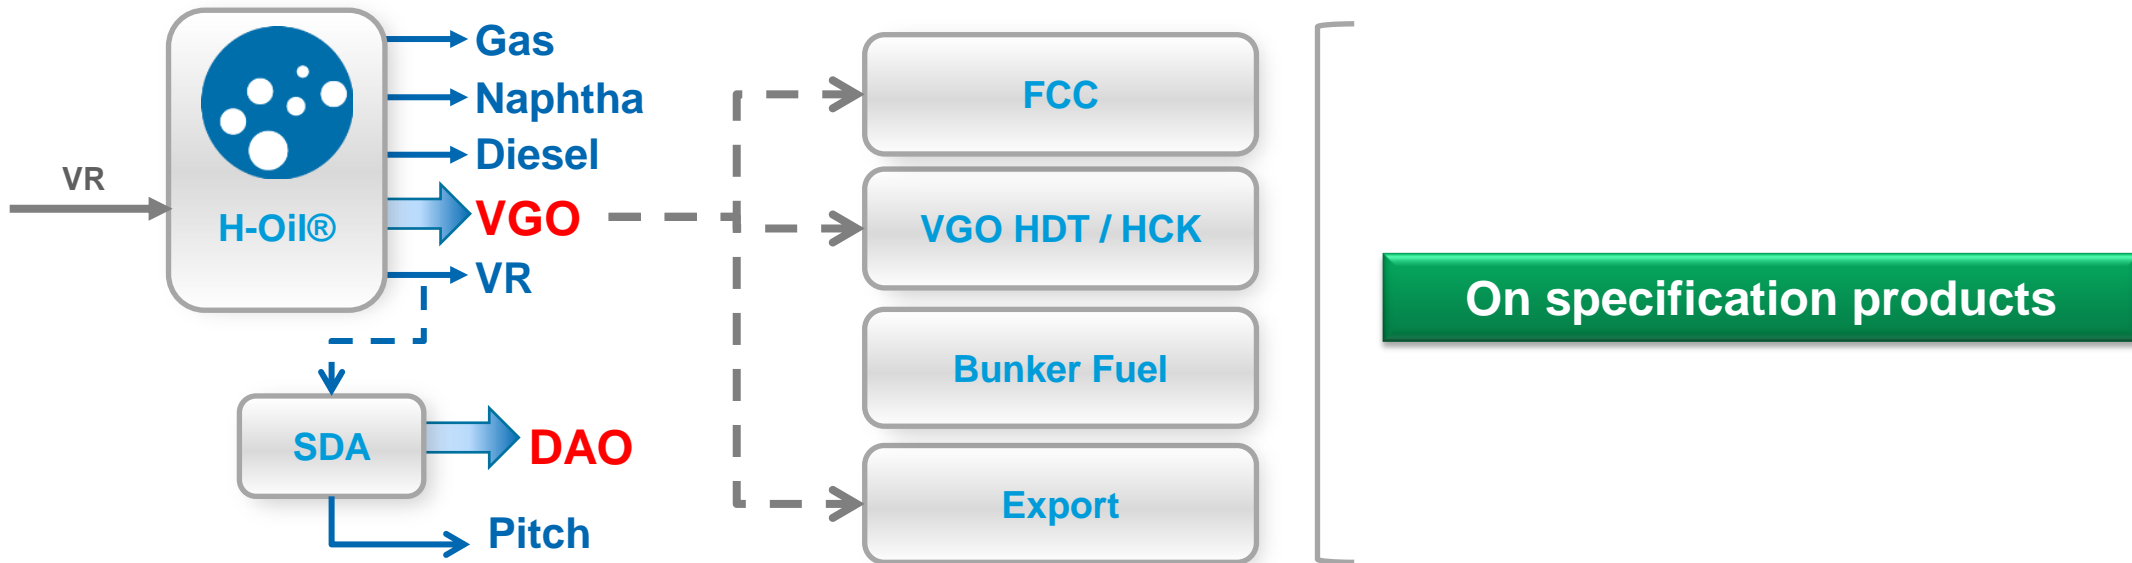 Gas
Naphtha
Diesel
VGO
VR
VR
H-Oil®
SDA
DAO
Pitch
FCC
VGO HDT / HCK
Bunker Fuel
Export
On specification products